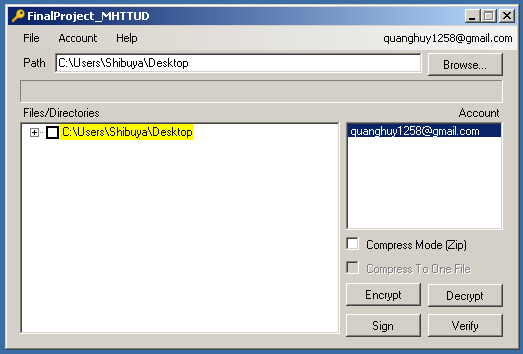 FinalProject_MHTTUD
File Account Help quanghuy1258@gmail.com
Path C:\Users\Shibuya\Desktop Browse...
Files/Directories Account
C:\Users\Shibuya\Desktop quanghuy1258@gmail.com
Compress Mode (Zip)
Compress To One File
Encrypt Decrypt
Sign Verify